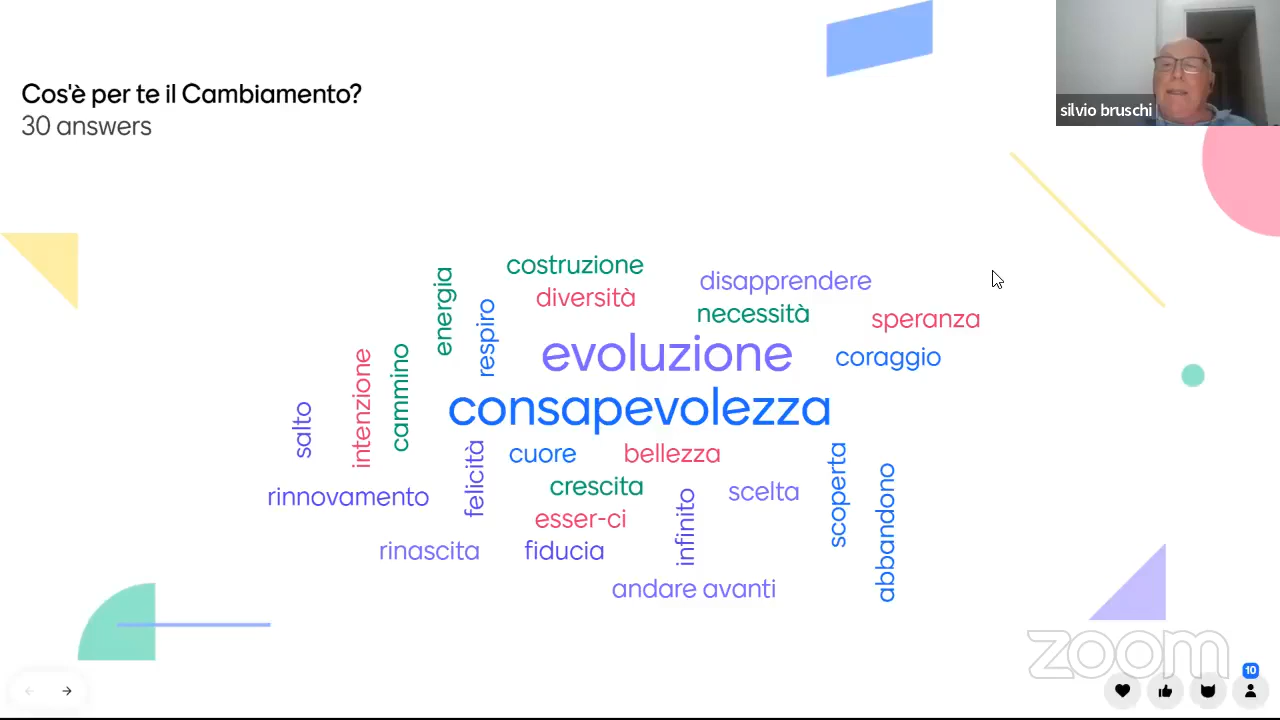 Cos'è per te il Cambiamento?
30 answers
silvio bruschi
costruzione
disapprendere
energia
diversità
respiro
necessità
speranza
evoluzione
coraggio
intenzione
cammino
salto
consapevolezza
felicità
cuore
bellezza
scoperta
abbandono
rinnovamento
crescita
infinito
scelta
esser-ci
rinascita
fiducia
andare avanti
zoom
10